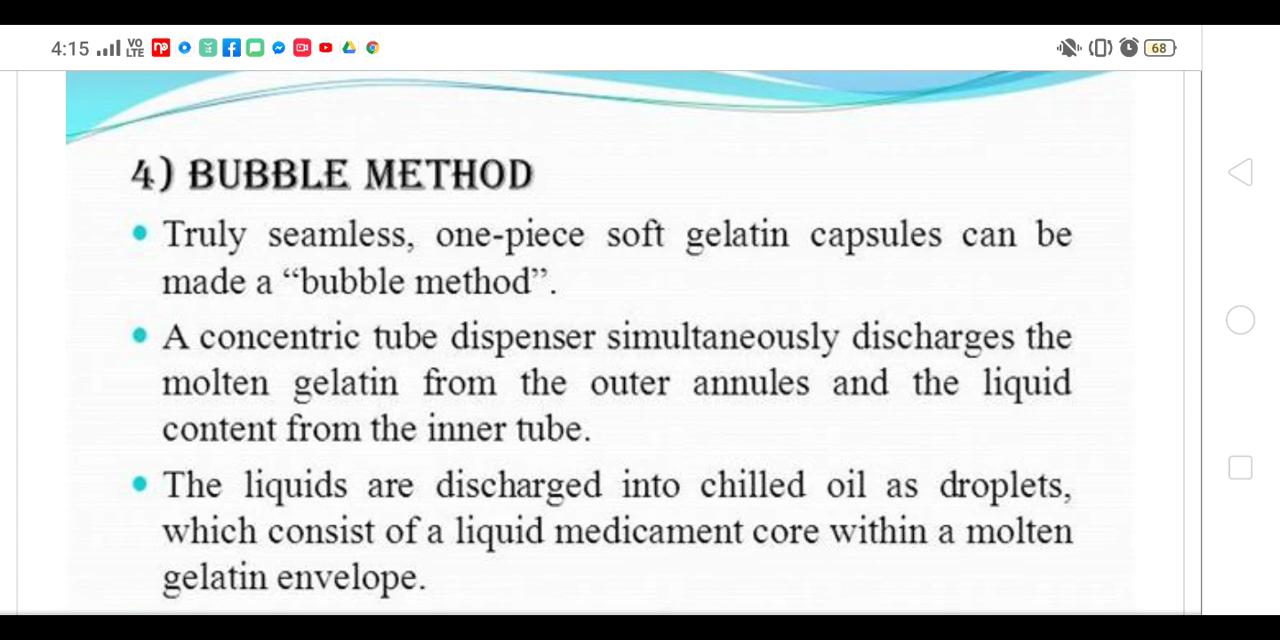 4:15 VO LTE 68
4) BUBBLE METHOD
Truly seamless, one-piece soft gelatin capsules can be
made a “bubble method”.
A concentric tube dispenser simultaneously discharges the
molten gelatin from the outer annules and the liquid
content from the inner tube.
The liquids are discharged into chilled oil as droplets,
which consist of a liquid medicament core within a molten
gelatin envelope.